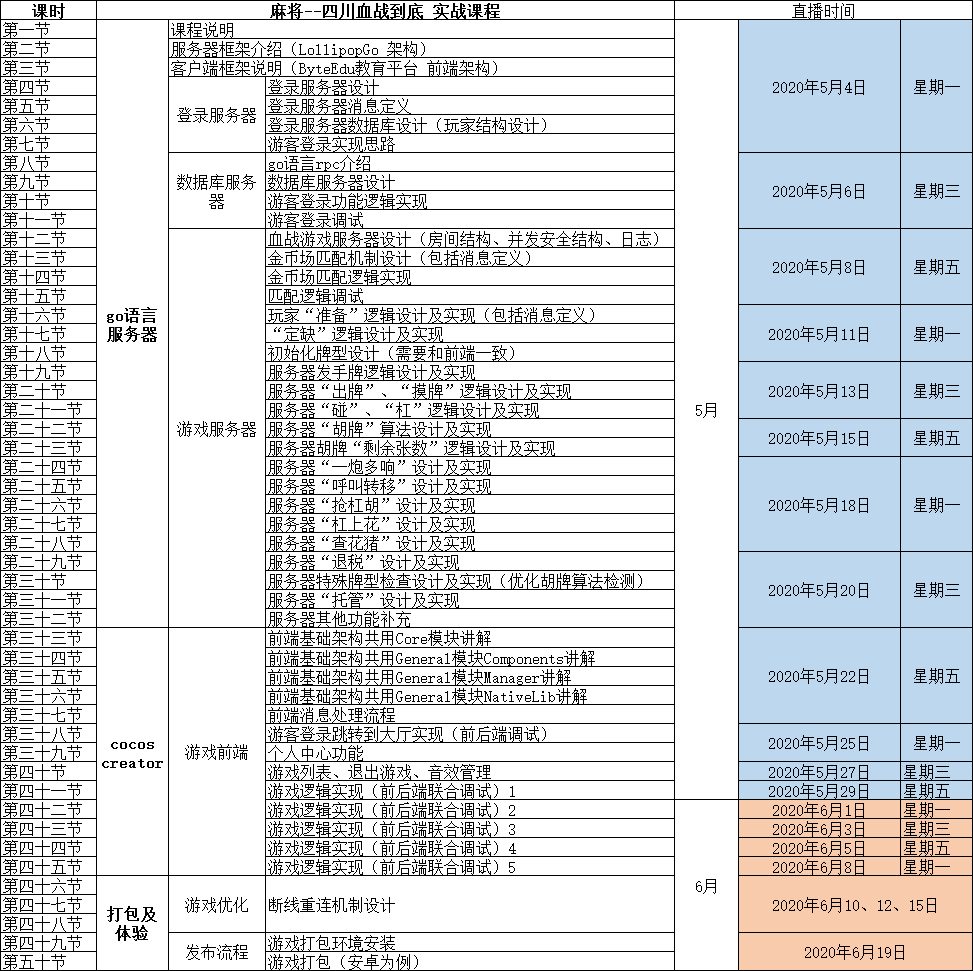 课时 麻将--四川血战到底 实战课程 直播时间
第一节 课程说明
第二节 服务器框架介绍（LollipopGo 架构）
第三节 客户端框架说明（ByteEdu教育平台 前端架构）
第四节 登录服务器设计 2020年5月4日 星期一
第五节 登录服务器消息定义
登录服务器
第六节 登录服务器数据库设计（玩家结构设计）
第七节 游客登录实现思路
第八节 go语言rpc介绍
第九节 数据库服务器 数据库服务器设计 2020年5月6日 星期三
第十节 游客登录功能逻辑实现
第十一节 游客登录调试
第十二节 血战游戏服务器设计（房间结构、并发安全结构、日志）
第十三节 金币场匹配机制设计（包括消息定义） 2020年5月8日 星期五
第十四节 金币场匹配逻辑实现
第十五节 匹配逻辑调试
go语言
服务器
第十六节 玩家“准备”逻辑设计及实现（包括消息定义）
第十七节 “定缺”逻辑设计及实现 2020年5月11日 星期一
第十八节 初始化牌型设计（需要和前端一致）
第十九节 服务器发手牌逻辑设计及实现
第二十节 服务器“出牌”、“摸牌”逻辑设计及实现 2020年5月13日 星期三
第二十一节 服务器“碰”、“杠”逻辑设计及实现 5月
第二十二节 游戏服务器 服务器“胡牌”算法设计及实现 2020年5月15日 星期五
第二十三节 服务器胡牌“剩余张数”逻辑设计及实现
第二十四节 服务器“一炮多响”设计及实现
第二十五节 服务器“呼叫转移”设计及实现
第二十六节 服务器“抢杠胡”设计及实现 2020年5月18日 星期一
第二十七节 服务器“杠上花”设计及实现
第二十八节 服务器“查花猪”设计及实现
第二十九节 服务器“退税”设计及实现
第三十节 服务器特殊牌型检查设计及实现（优化胡牌算法检测） 2020年5月20日 星期三
第三十一节 服务器“托管”设计及实现
第三十二节 服务器其他功能补充
第三十三节 前端基础架构共用Core模块讲解
第三十四节 前端基础架构共用General模块Components讲解
第三十五节 前端基础架构共用General模块Manager讲解 2020年5月22日 星期五
第三十六节 前端基础架构共用General模块NativeLib讲解
第三十七节 前端消息处理流程
第三十八节 游客登录跳转到大厅实现（前后端调试） 2020年5月25日 星期一
cocos
creator
游戏前端
第三十九节 个人中心功能
第四十节 游戏列表、退出游戏、音效管理 2020年5月27日 星期三
第四十一节 游戏逻辑实现（前后端联合调试）1 2020年5月29日 星期五
第四十二节 游戏逻辑实现（前后端联合调试）2 2020年6月1日 星期一
第四十三节 游戏逻辑实现（前后端联合调试）3 2020年6月3日 星期三
第四十四节 游戏逻辑实现（前后端联合调试）4 2020年6月5日 星期五
第四十五节 游戏逻辑实现（前后端联合调试）5 2020年6月8日 星期一
第四十六节 6月
第四十七节 游戏优化 断线重连机制设计 2020年6月10、12、15日
第四十八节
打包及
体验
第四十九节 发布流程 游戏打包环境安装 2020年6月19日
第五十节 游戏打包（安卓为例）